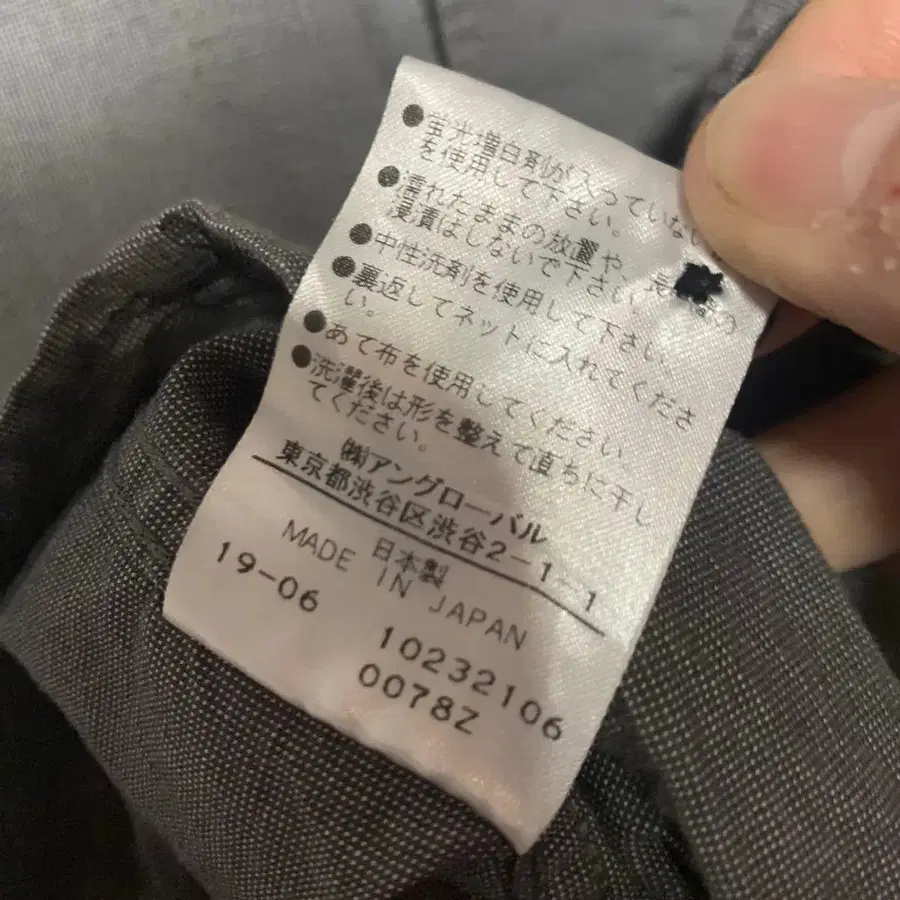 ●蛍光増白剤が入っていない
を使用して下さい。
●濡れたままの放置や、
浸漬はしないで下さい。
●中性洗剤を使用して下さい。
●裏返してネットに入れてくださ
い。
●あて布を使用してください。
●洗濯後は形を整えて直ちに干し
てください。
㈱アングローバル
東京都渋谷区渋谷2-1-1
日本製
MADE IN JAPAN
19-06
10232106
0078Z